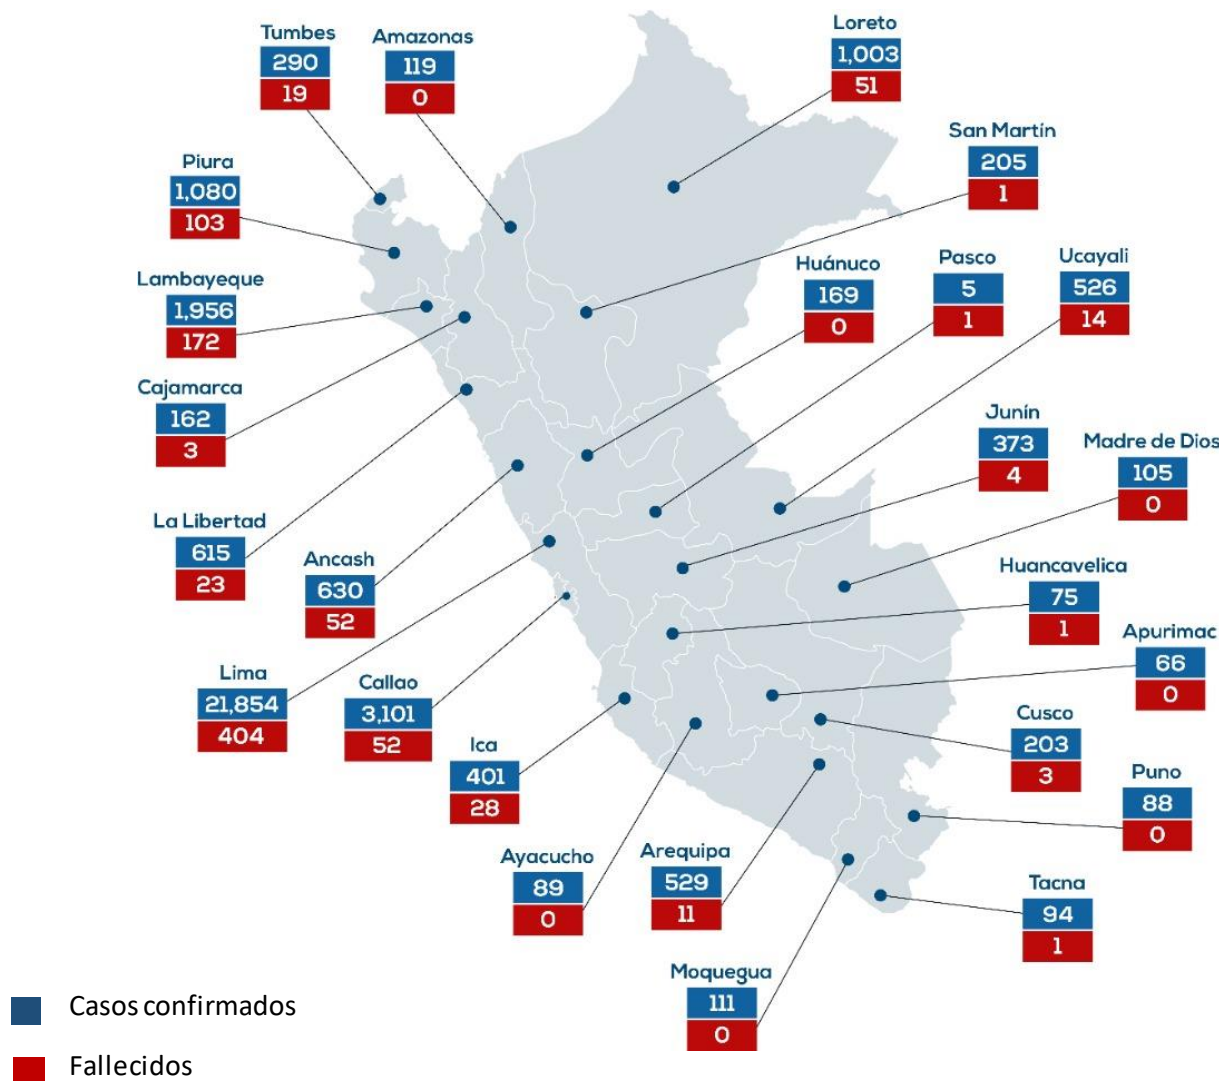 Tumbes
290
19
Amazonas
119
0
Loreto
1,003
51
San Martín
205
1
Piura
1,080
103
Huánuco
169
0
Pasco
5
1
Ucayali
526
14
Lambayeque
1,956
172
Cajamarca
162
3
Junín
373
4
Madre de Dios
105
0
La Libertad
615
23
Ancash
630
52
Huancavelica
75
1
Apurimac
66
0
Lima
21,854
404
Callao
3,101
52
Ica
401
28
Cusco
203
3
Puno
88
0
Ayacucho
89
0
Arequipa
529
11
Tacna
94
1
Moquegua
111
0
Casos confirmados
Fallecidos